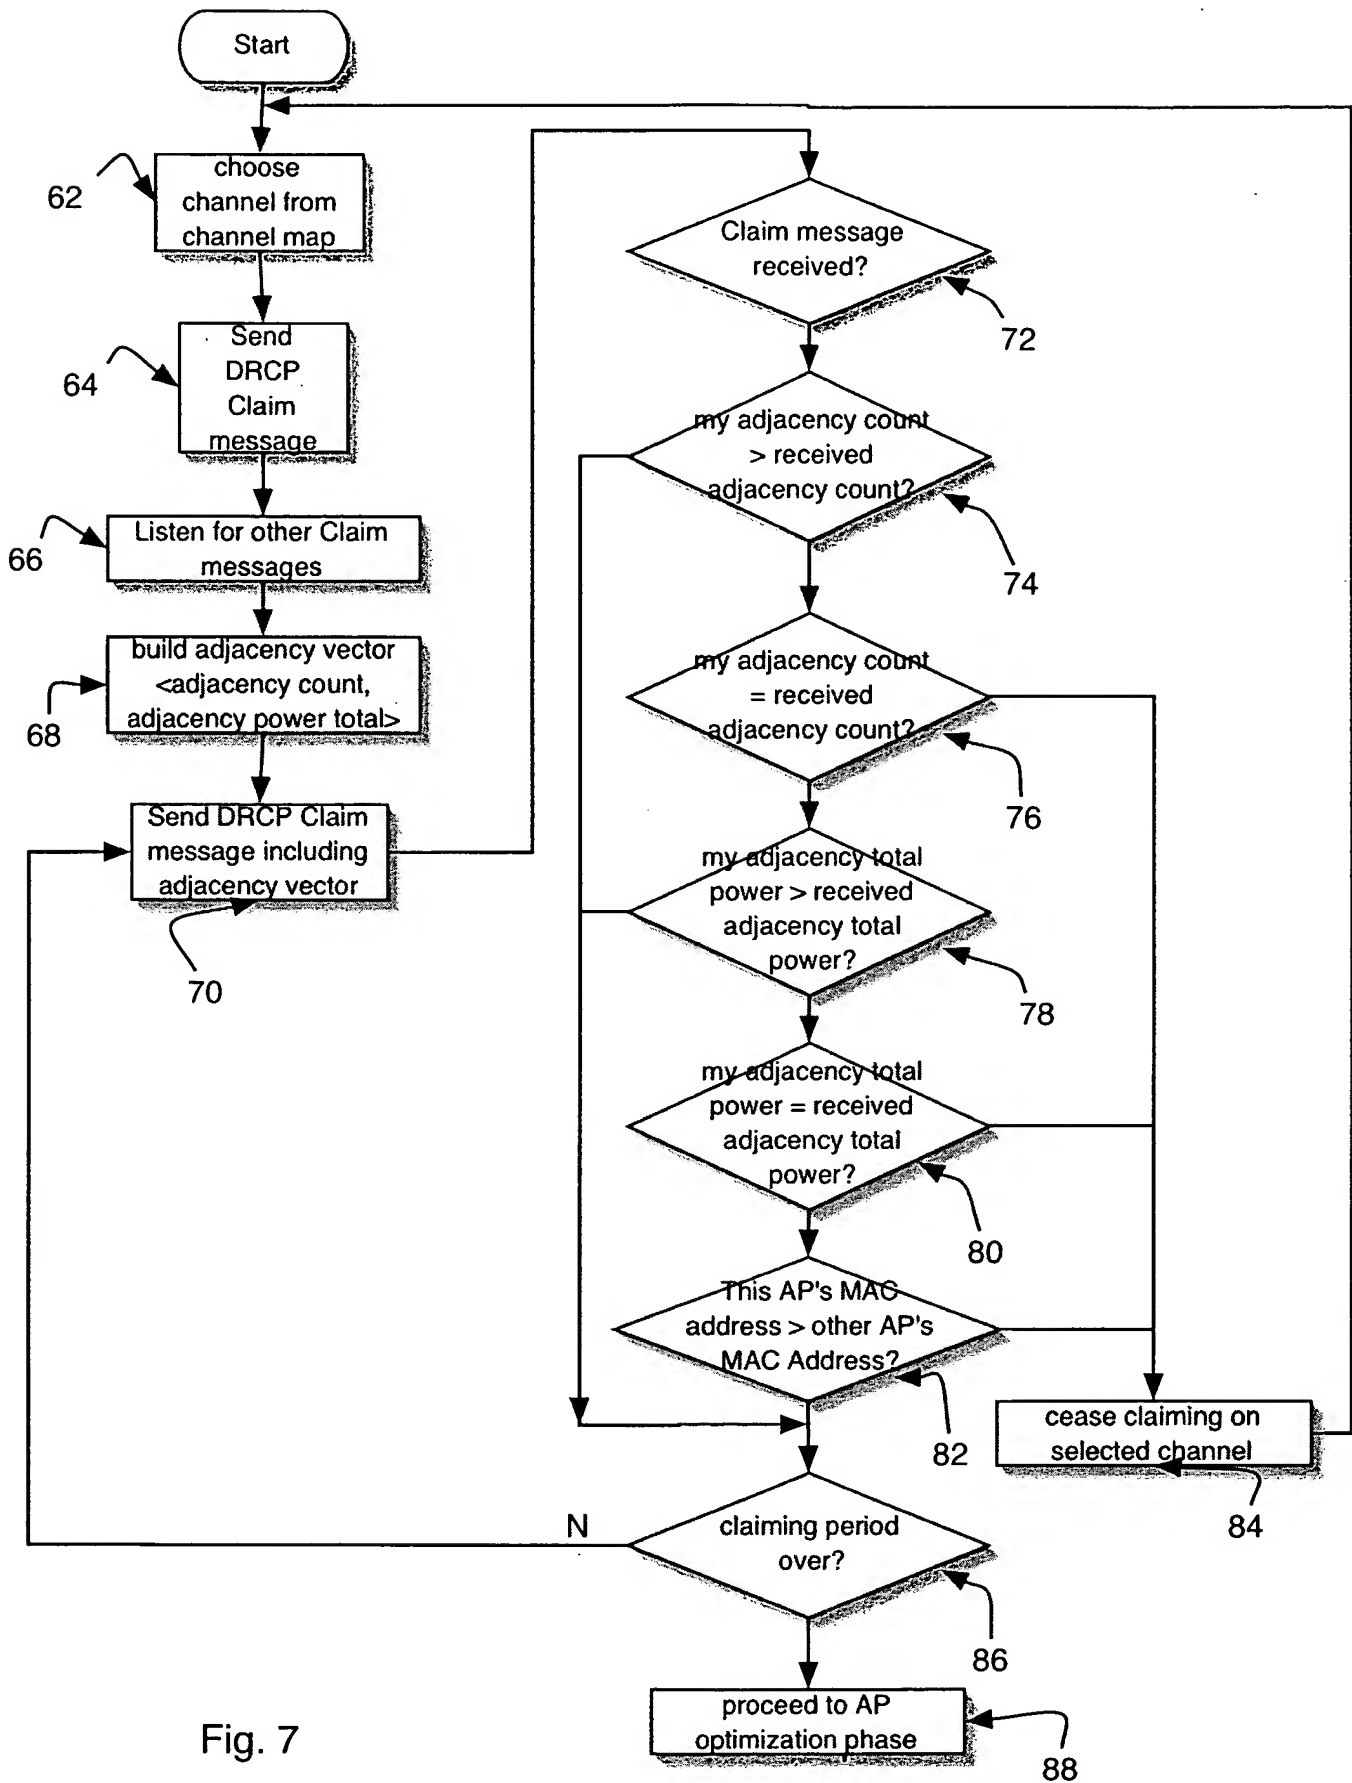 Start
choose
channel from
channel map
62
Send
DRCP
Claim
message
64
Listen for other Claim
messages
66
build adjacency vector
<adjacency count,
adjacency power total>
68
Send DRCP Claim
message including
adjacency vector
70
Claim message
received?
72
my adjacency count
> received
adjacency count?
74
my adjacency count
= received
adjacency count?
76
my adjacency total
power > received
adjacency total
power?
78
my adjacency total
power = received
adjacency total
power?
80
This AP's MAC
address > other AP's
MAC Address?
82
cease claiming on
selected channel
84
N
claiming period
over?
86
proceed to AP
optimization phase
88
Fig. 7